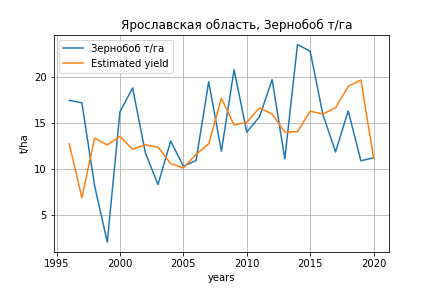 Ярославская область, Зернобоб т/га
Зернобоб т/га
Estimated yield
t/ha
20
15
10
5
1995
2000
2005
2010
2015
2020
years